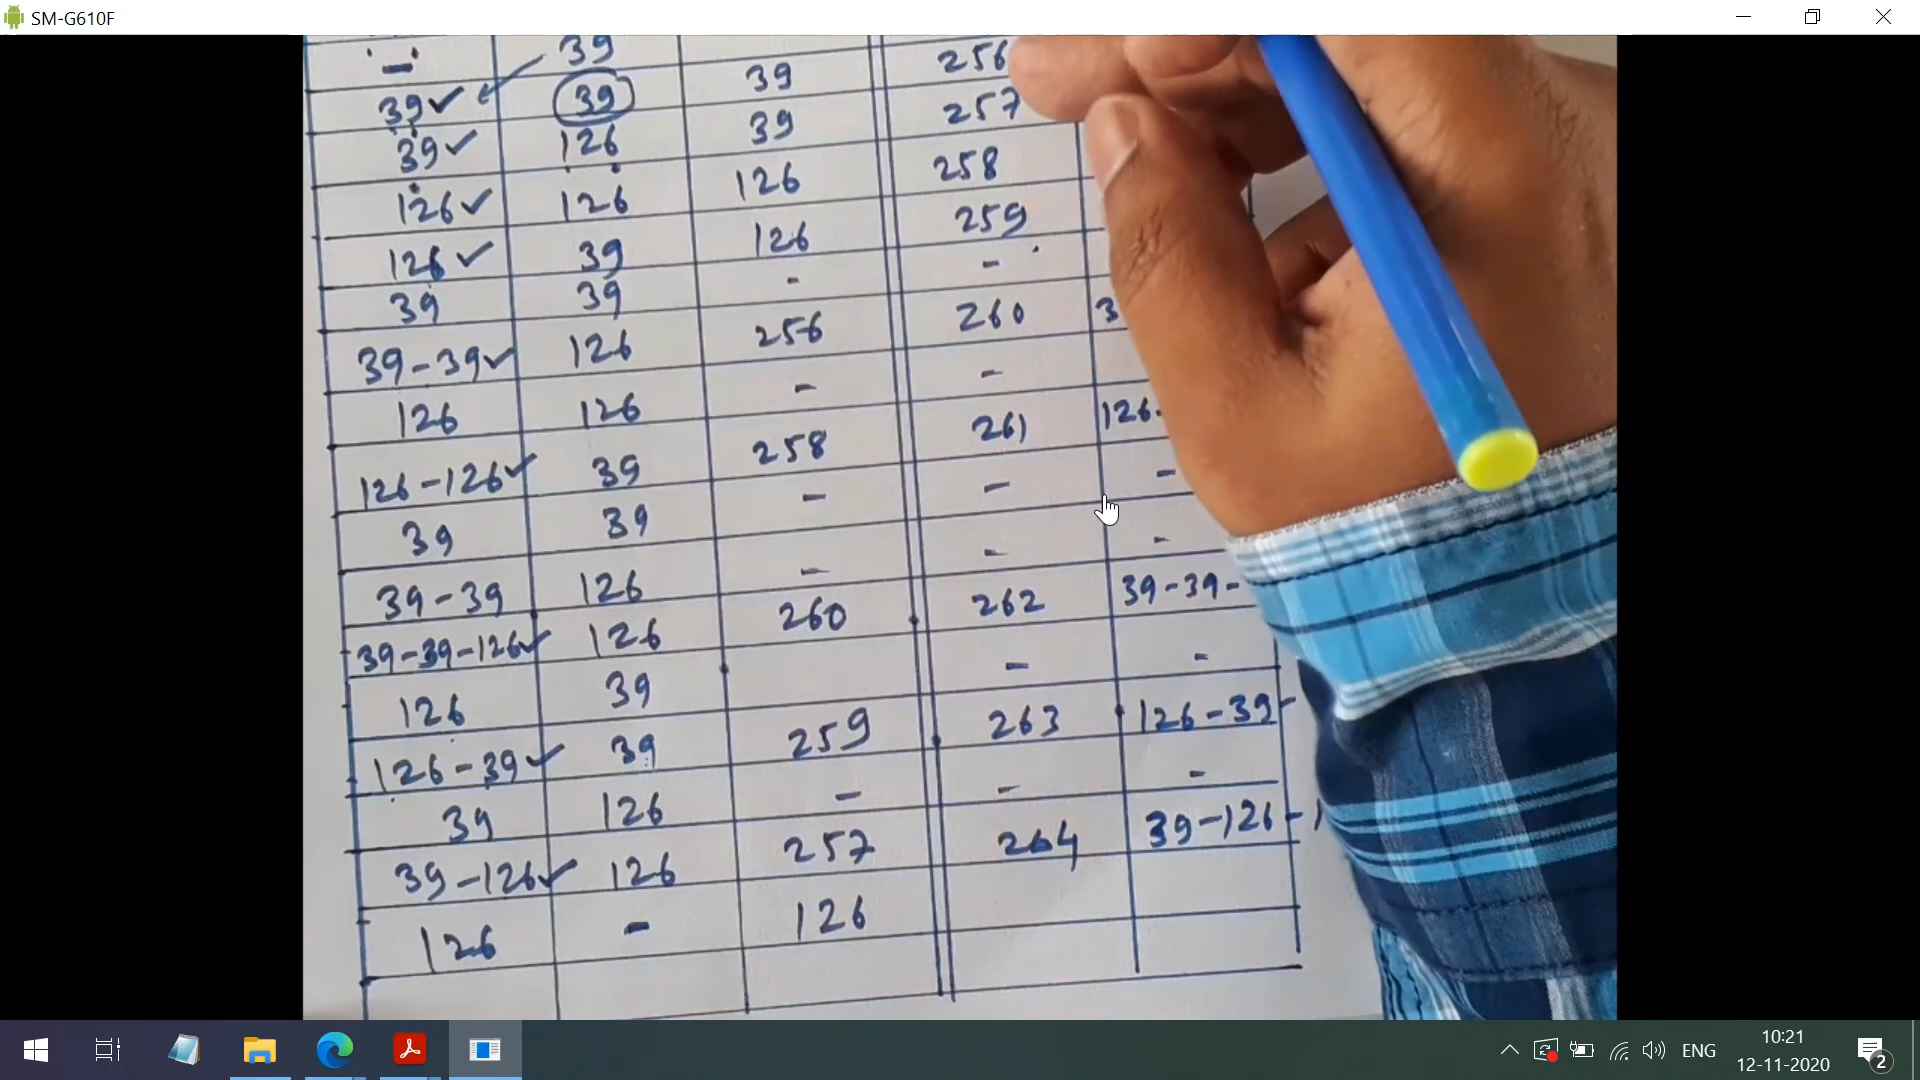 SM-G610F
39 256
39 39 39 257
39 126 39 258
126 126 126 259
126 39 126 -
39 39 - 260 3
39-39 126 256 -
126 126 - 261 126-
126-126 39 258 - -
39 39 - - -
39-39 126 - 262 39-39-
39-39-126 126 260 - -
126 39 263 126-39-
126-39 39 259 - -
39 126 - 264 39-126-1
39-126 126 257
126 - 126
ENG
10:21
12-11-2020
2